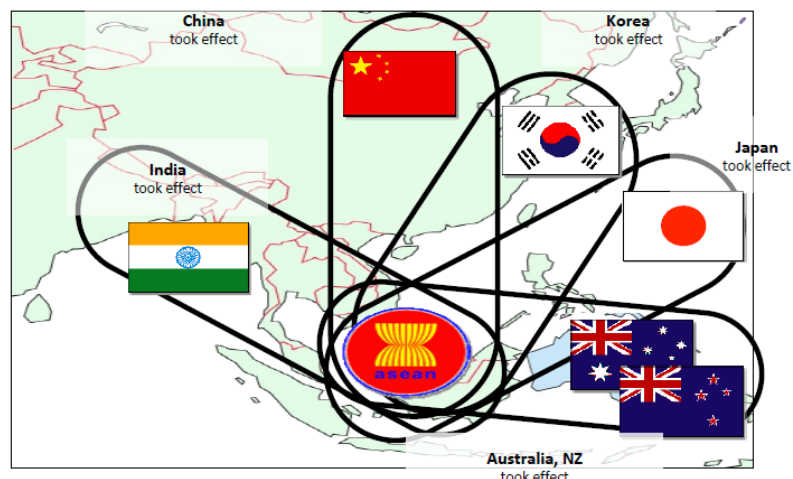 China
took effect
Korea
took effect
Japan
took effect
India
took effect
asean
Australia, NZ
took effect